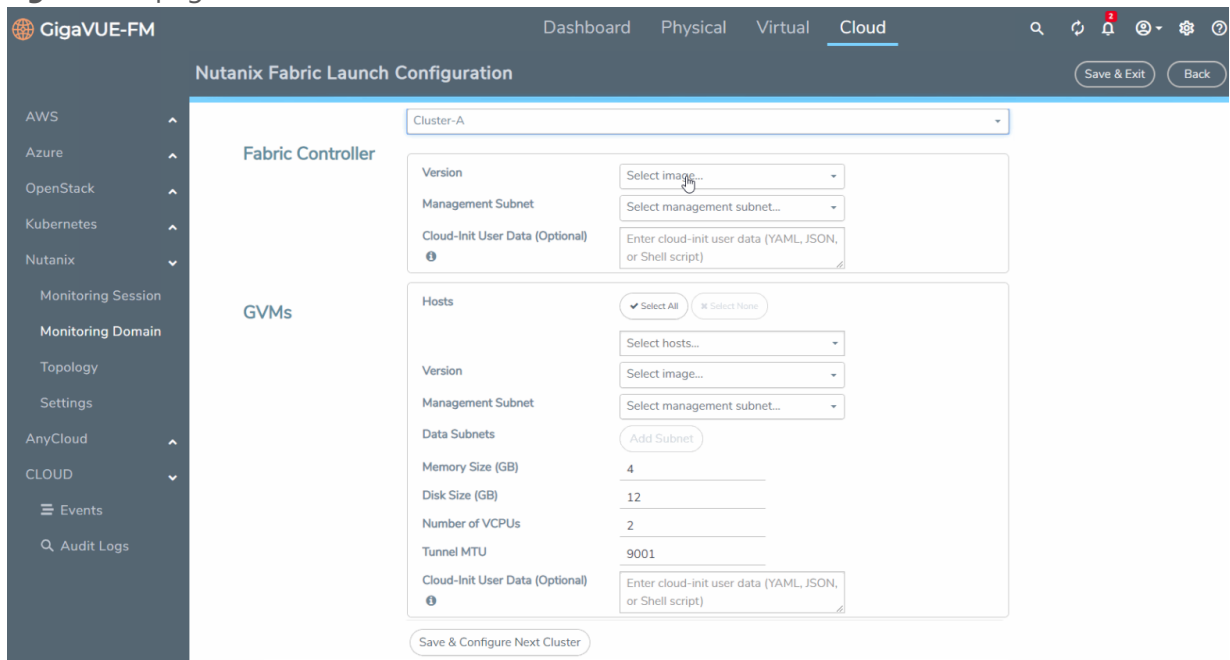 GigaVUE-FM
Dashboard Physical Virtual Cloud
2
Nutanix Fabric Launch Configuration
Save & Exit
Back
AWS
Azure
OpenStack
Kubernetes
Nutanix
Monitoring Session
Monitoring Domain
Topology
Settings
AnyCloud
CLOUD
Events
Audit Logs
Cluster-A
Fabric Controller
Version
Select image...
Management Subnet
Select management subnet...
Cloud-Init User Data (Optional)
Enter cloud-init user data (YAML, JSON,
or Shell script)
GVMs
Hosts
Select All
Select None
Select hosts...
Version
Select image...
Management Subnet
Select management subnet...
Data Subnets
Add Subnet
Memory Size (GB)
4
Disk Size (GB)
12
Number of VCPUs
2
Tunnel MTU
9001
Cloud-Init User Data (Optional)
Enter cloud-init user data (YAML, JSON,
or Shell script)
Save & Configure Next Cluster